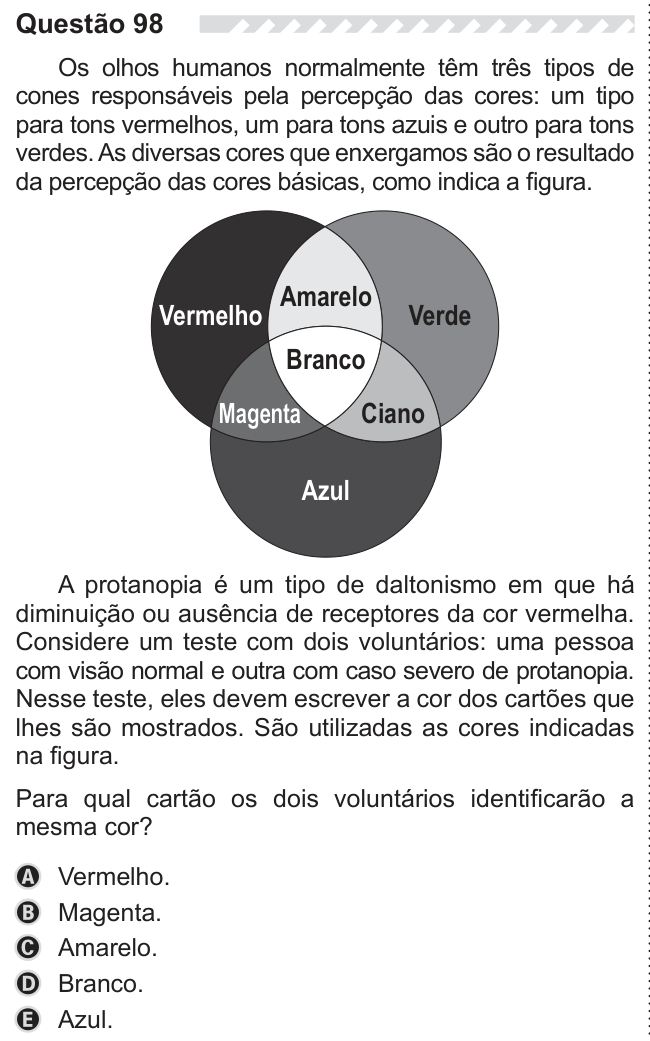 Questão 98
Os olhos humanos normalmente têm três tipos de
cones responsáveis pela percepção das cores: um tipo
para tons vermelhos, um para tons azuis e outro para tons
verdes. As diversas cores que enxergamos são o resultado
da percepção das cores básicas, como indica a figura.
Vermelho
Amarelo
Verde
Branco
Magenta
Ciano
Azul
A protanopia é um tipo de daltonismo em que há
diminuição ou ausência de receptores da cor vermelha.
Considere um teste com dois voluntários: uma pessoa
com visão normal e outra com caso severo de protanopia.
Nesse teste, eles devem escrever a cor dos cartões que
lhes são mostrados. São utilizadas as cores indicadas
na figura.
Para qual cartão os dois voluntários identificarão a
mesma cor?
A Vermelho.
B Magenta.
C Amarelo.
D Branco.
E Azul.